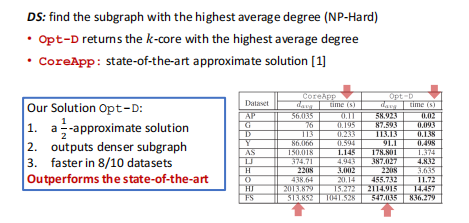 DS: find the subgraph with the highest average degree (NP-Hard)
• Opt-D returns the k-core with the highest average degree
• CoreApp: state-of-the-art approximate solution [1]
Our Solution Opt-D:
1. a 1/2-approximate solution
2. outputs denser subgraph
3. faster in 8/10 datasets
Outperforms the state-of-the-art
CoreApp Opt-D
Dataset davg time (s) davg time (s)
AP 56.035 0.11 58.923 0.02
G 76 0.195 87.593 0.093
D 113 0.233 113.13 0.138
Y 86.066 0.594 91.1 0.498
AS 150.018 1.145 178.801 1.374
LJ 374.71 4.943 387.027 4.832
H 2208 3.002 2208 3.635
O 438.64 20.14 455.732 11.72
HJ 2013.879 15.272 2114.915 14.457
FS 513.852 1041.528 547.035 836.279